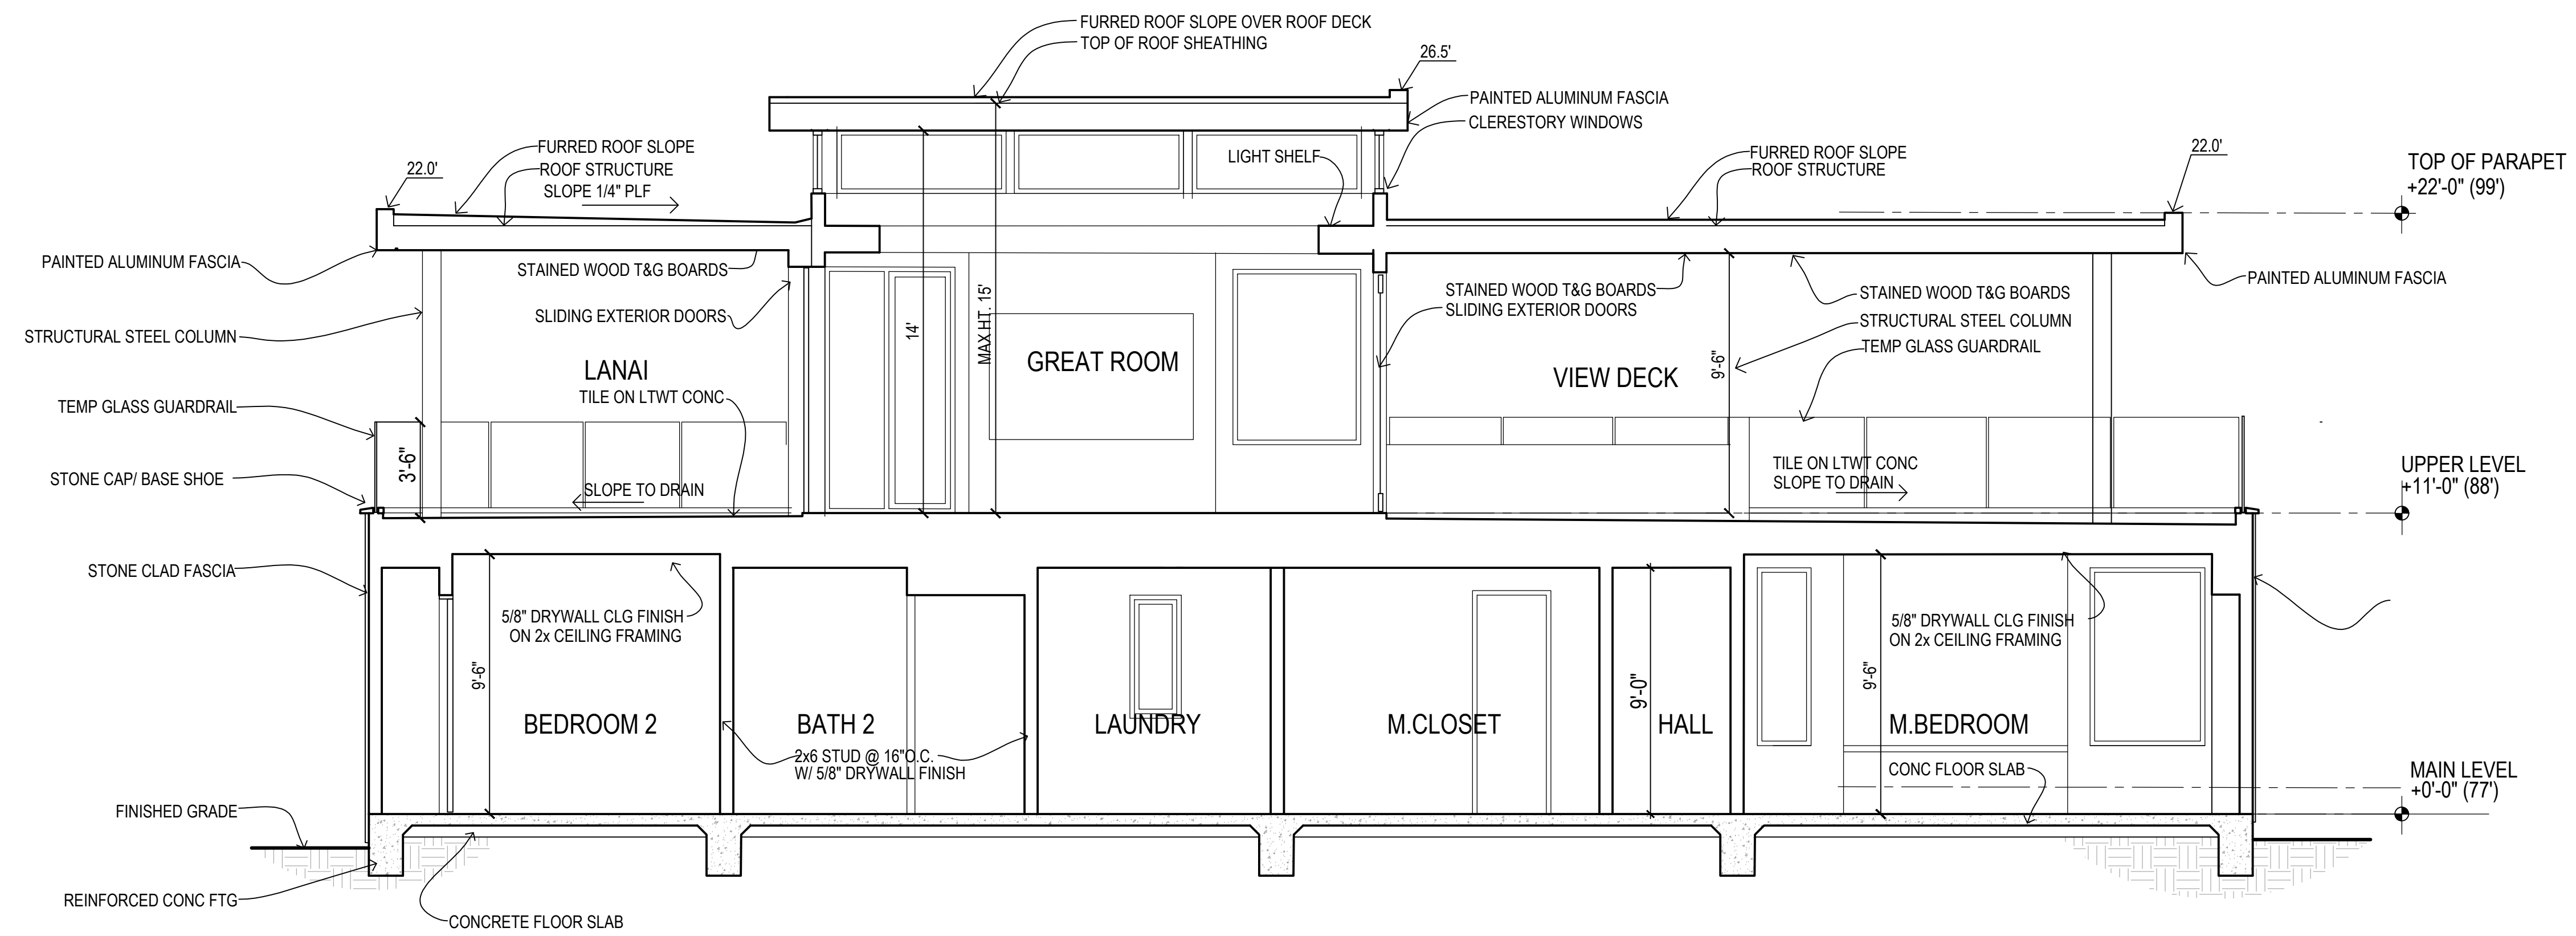 FURRED ROOF SLOPE OVER ROOF DECK
TOP OF ROOF SHEATHING
26.5'
PAINTED ALUMINUM FASCIA
CLERESTORY WINDOWS
FURRED ROOF SLOPE
ROOF STRUCTURE
SLOPE 1/4" PLF
22.0'
LIGHT SHELF
FURRED ROOF SLOPE
ROOF STRUCTURE
22.0'
TOP OF PARAPET
+22'-0" (99')
PAINTED ALUMINUM FASCIA
STAINED WOOD T&G BOARDS
SLIDING EXTERIOR DOORS
STRUCTURAL STEEL COLUMN
LANAI
TILE ON LTWT CONC
TEMP GLASS GUARDRAIL
3'-6"
STONE CAP/ BASE SHOE
SLOPE TO DRAIN
14'
MAX HT. 15'
GREAT ROOM
STAINED WOOD T&G BOARDS
SLIDING EXTERIOR DOORS
VIEW DECK
9'-6"
STAINED WOOD T&G BOARDS
STRUCTURAL STEEL COLUMN
TEMP GLASS GUARDRAIL
PAINTED ALUMINUM FASCIA
TILE ON LTWT CONC
SLOPE TO DRAIN
UPPER LEVEL
+11'-0" (88')
STONE CLAD FASCIA
5/8" DRYWALL CLG FINISH
ON 2x CEILING FRAMING
9'-6"
BEDROOM 2
BATH 2
2x6 STUD @ 16"O.C.
W/ 5/8" DRYWALL FINISH
LAUNDRY
M.CLOSET
9'-0"
HALL
5/8" DRYWALL CLG FINISH
ON 2x CEILING FRAMING
9'-6"
M.BEDROOM
CONC FLOOR SLAB
MAIN LEVEL
+0'-0" (77')
FINISHED GRADE
REINFORCED CONC FTG
CONCRETE FLOOR SLAB